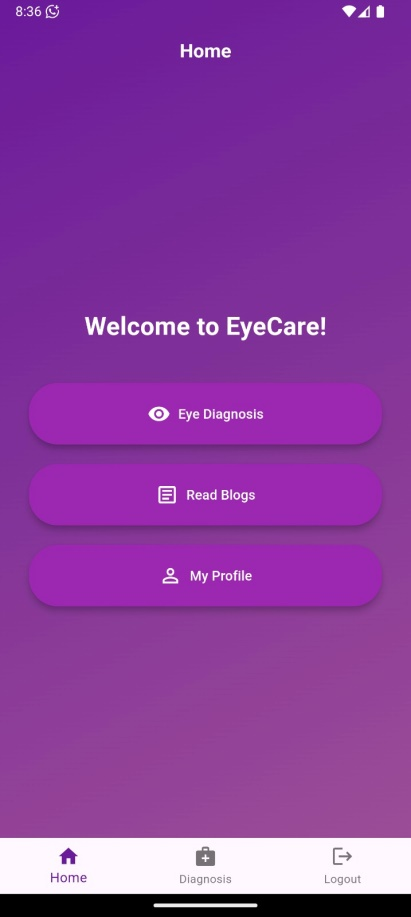 8:36
Home
Welcome to EyeCare!
Eye Diagnosis
Read Blogs
My Profile
Home
Diagnosis
Logout